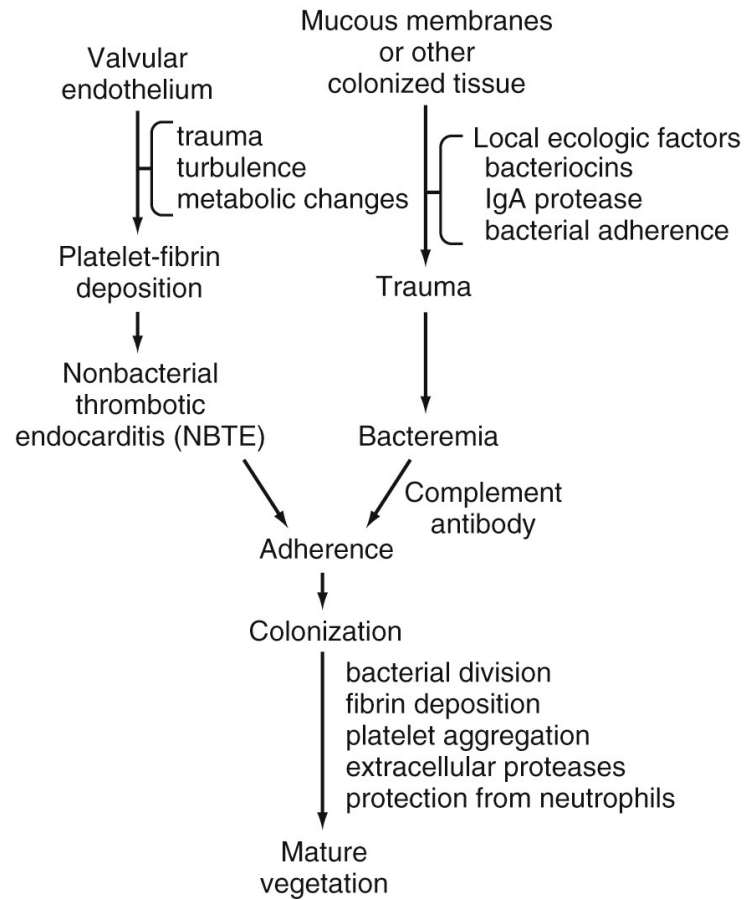 Valvular
endothelium
trauma
turbulence
metabolic changes
Platelet-fibrin
deposition
Nonbacterial
thrombotic
endocarditis (NBTE)
Mucous membranes
or other
colonized tissue
Local ecologic factors
bacteriocins
IgA protease
bacterial adherence
Trauma
Bacteremia
Complement
antibody
Adherence
Colonization
bacterial division
fibrin deposition
platelet aggregation
extracellular proteases
protection from neutrophils
Mature
vegetation